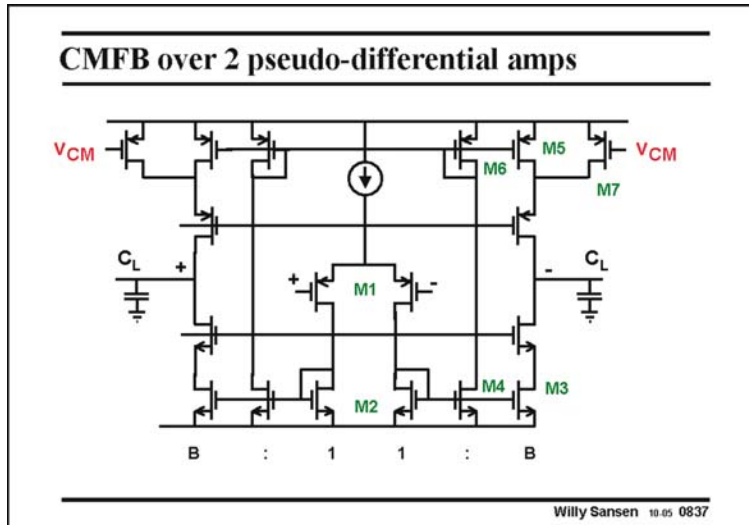 CMFB over 2 pseudo-differential amps
VCM
M5
VCM
M6
M7
CL
+
+
M1
-
-
CL
M4
M3
M2
B : 1 1 : B
Willy Sansen 10-05 0837